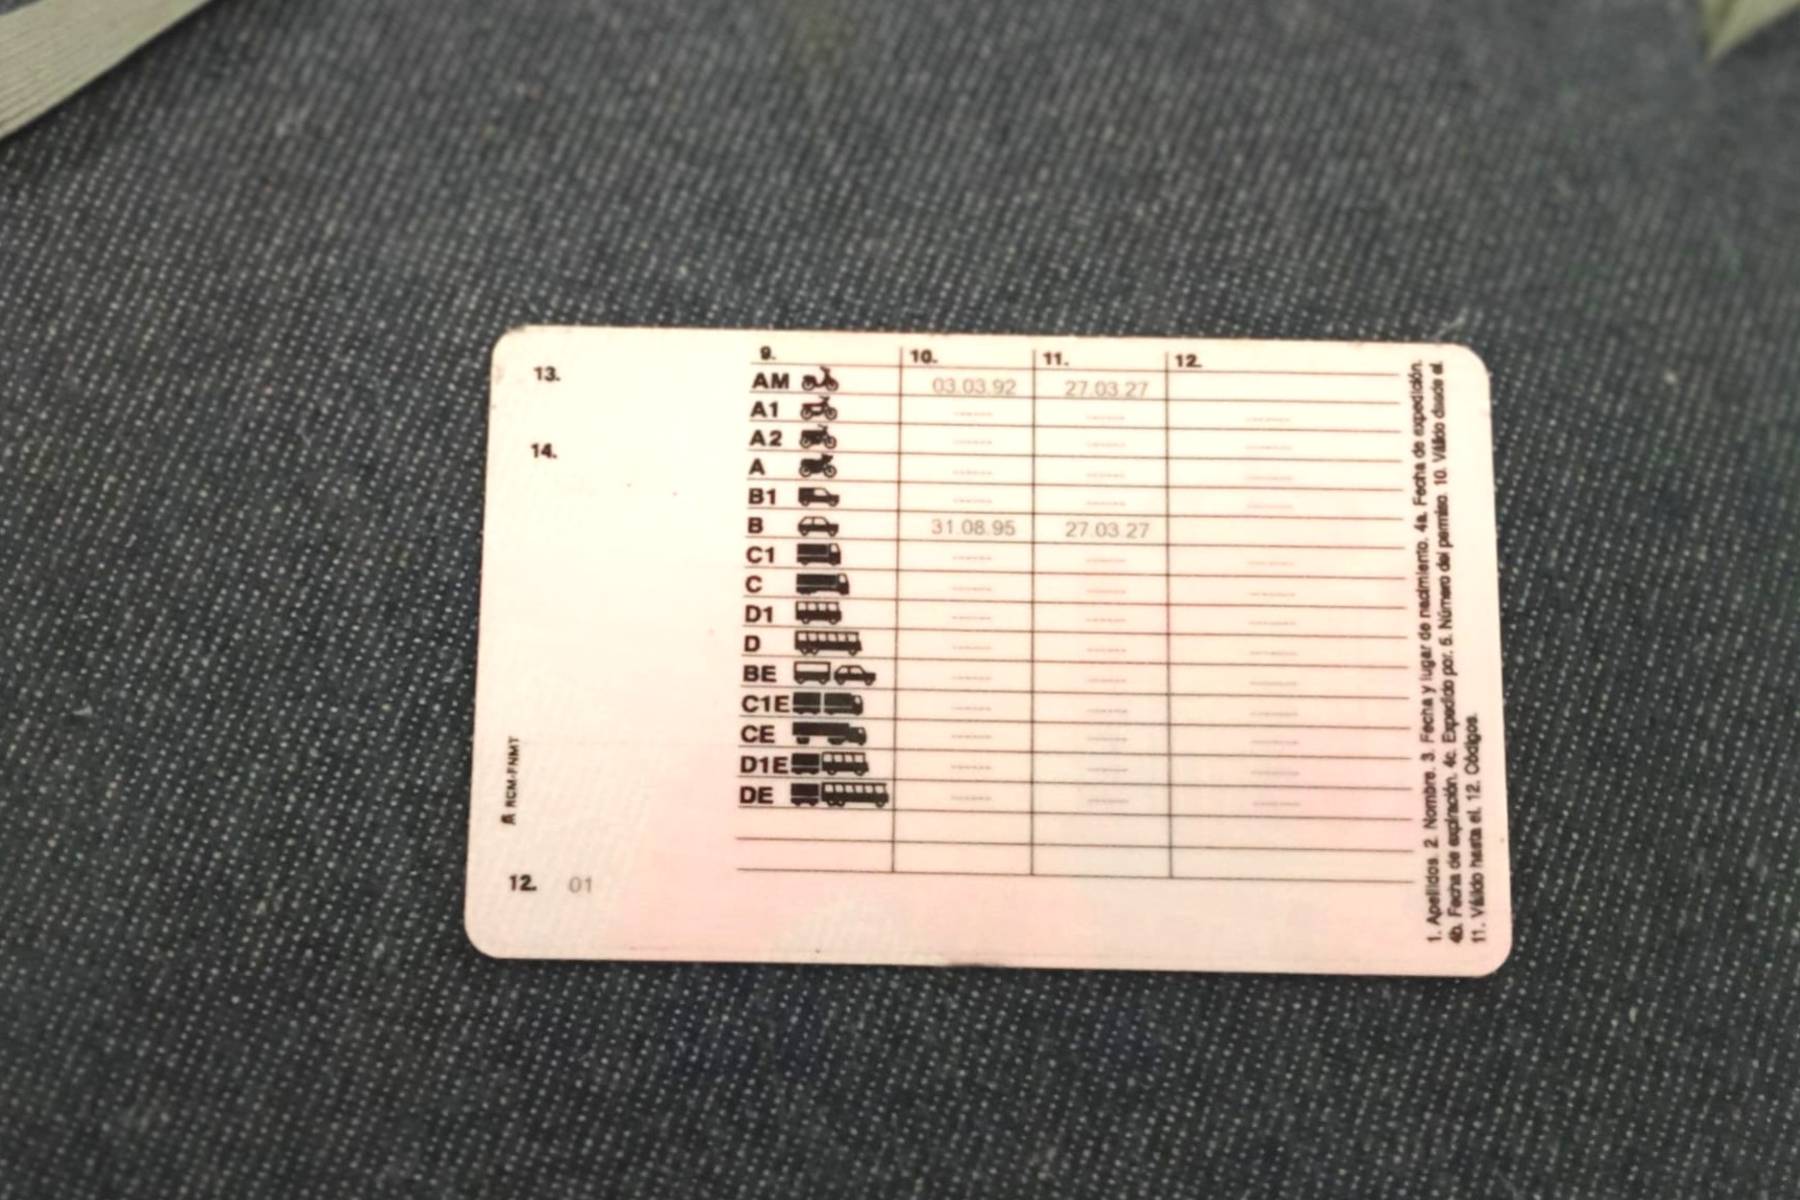 13.
14.
RCM-FNMT
12. 01
9. 10. 11. 12.
AM 03.03.92 27.03.27
A1 ------ ------ ------
A2 ------ ------ ------
A ------ ------ ------
B1 ------ ------ ------
B 31.08.95 27.03.27
C1 ------ ------ ------
C ------ ------ ------
D1 ------ ------ ------
D ------ ------ ------
BE ------ ------ ------
C1E ------ ------ ------
CE ------ ------ ------
D1E ------ ------ ------
DE ------ ------ ------
1. Apellidos. 2. Nombre. 3. Fecha y lugar de nacimiento. 4a. Fecha de expedición.
4b. Fecha de expiración. 4c. Expedido por. 5. Número del permiso. 10. Válido desde el.
11. Válido hasta el. 12. Códigos.